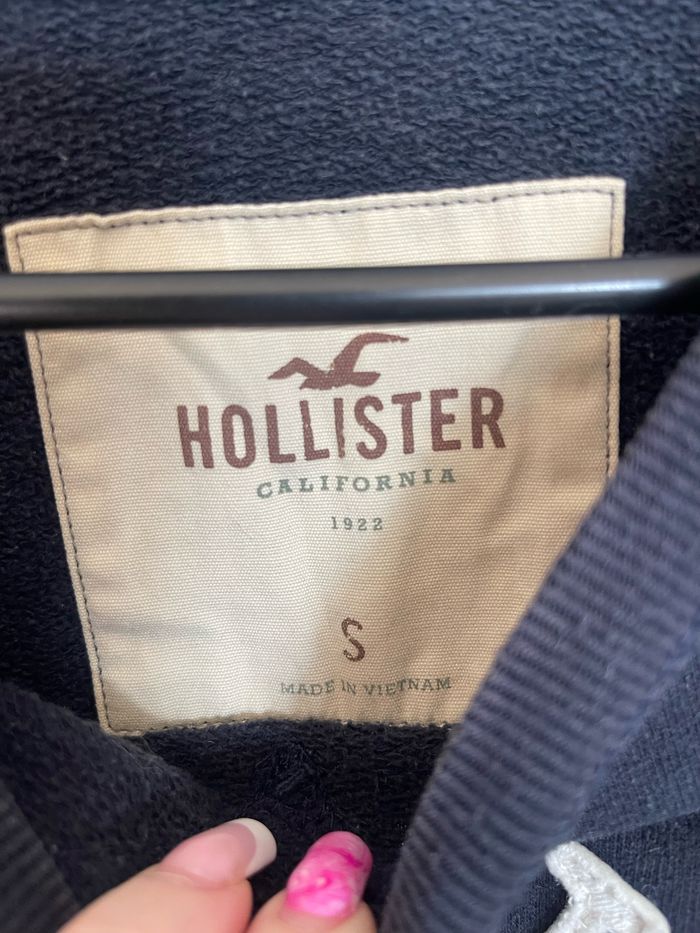 HOLLISTER
CALIFORNIA
1922
S
MADE IN VIETNAM